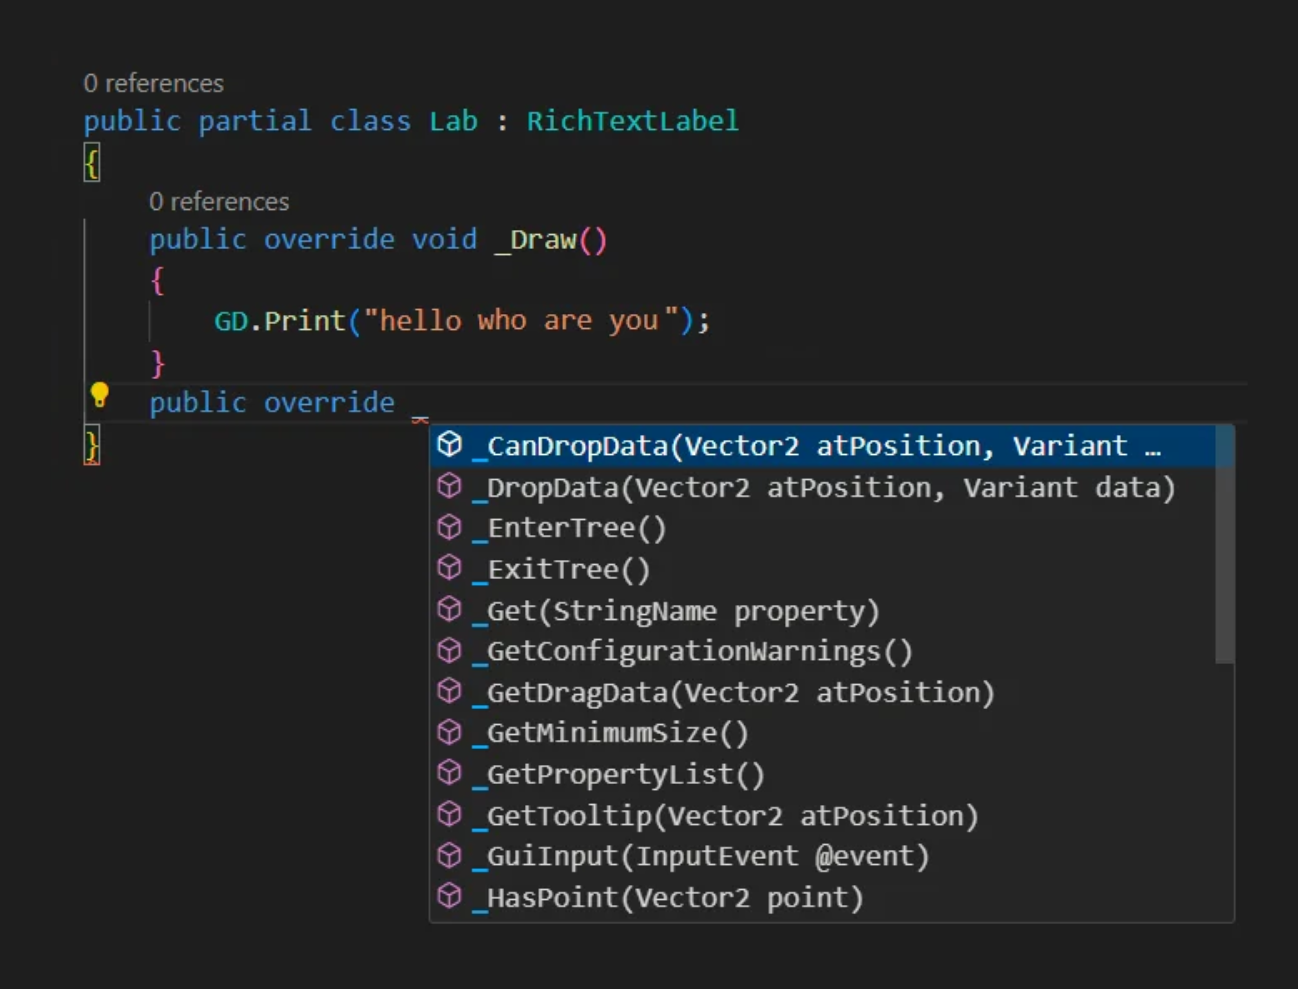 0 references
public partial class Lab : RichTextLabel
{
0 references
public override void _Draw()
{
GD.Print("hello who are you");
}
public override _
}
_CanDropData(Vector2 atPosition, Variant …
_DropData(Vector2 atPosition, Variant data)
_EnterTree()
_ExitTree()
_Get(StringName property)
_GetConfigurationWarnings()
_GetDragData(Vector2 atPosition)
_GetMinimumSize()
_GetPropertyList()
_GetTooltip(Vector2 atPosition)
_GuiInput(InputEvent @event)
_HasPoint(Vector2 point)